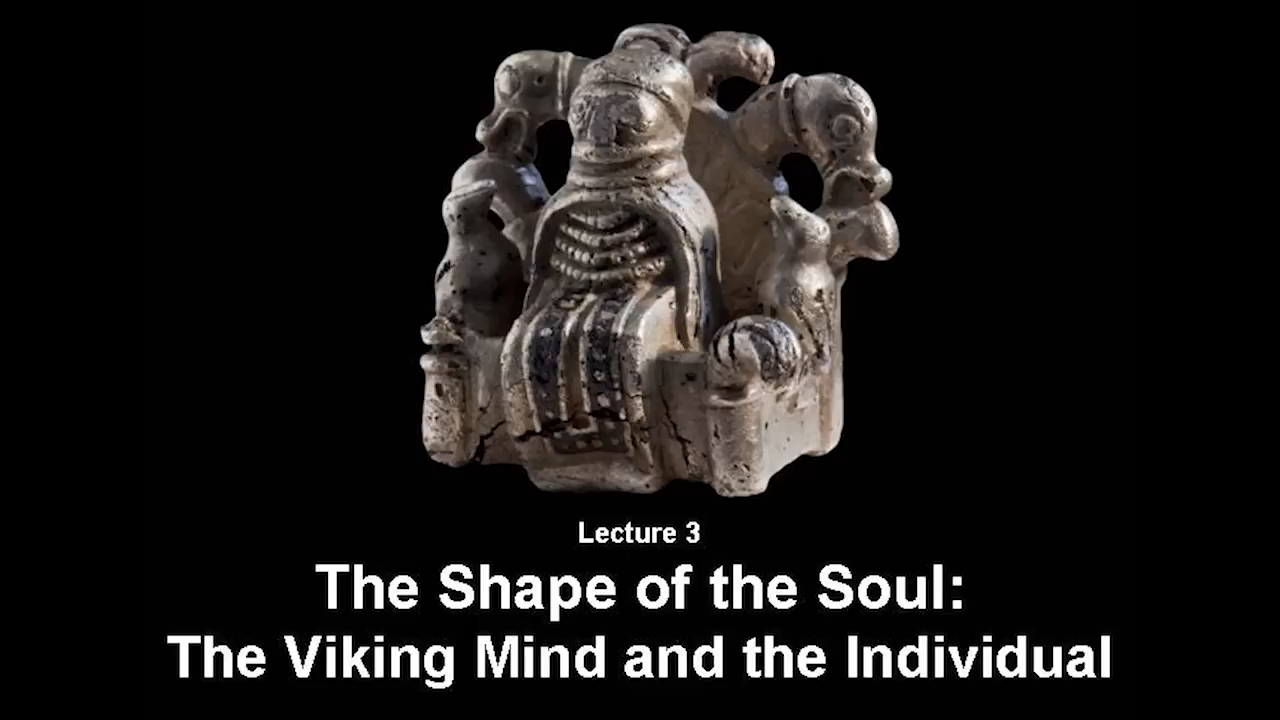 Lecture 3
The Shape of the Soul:
The Viking Mind and the Individual